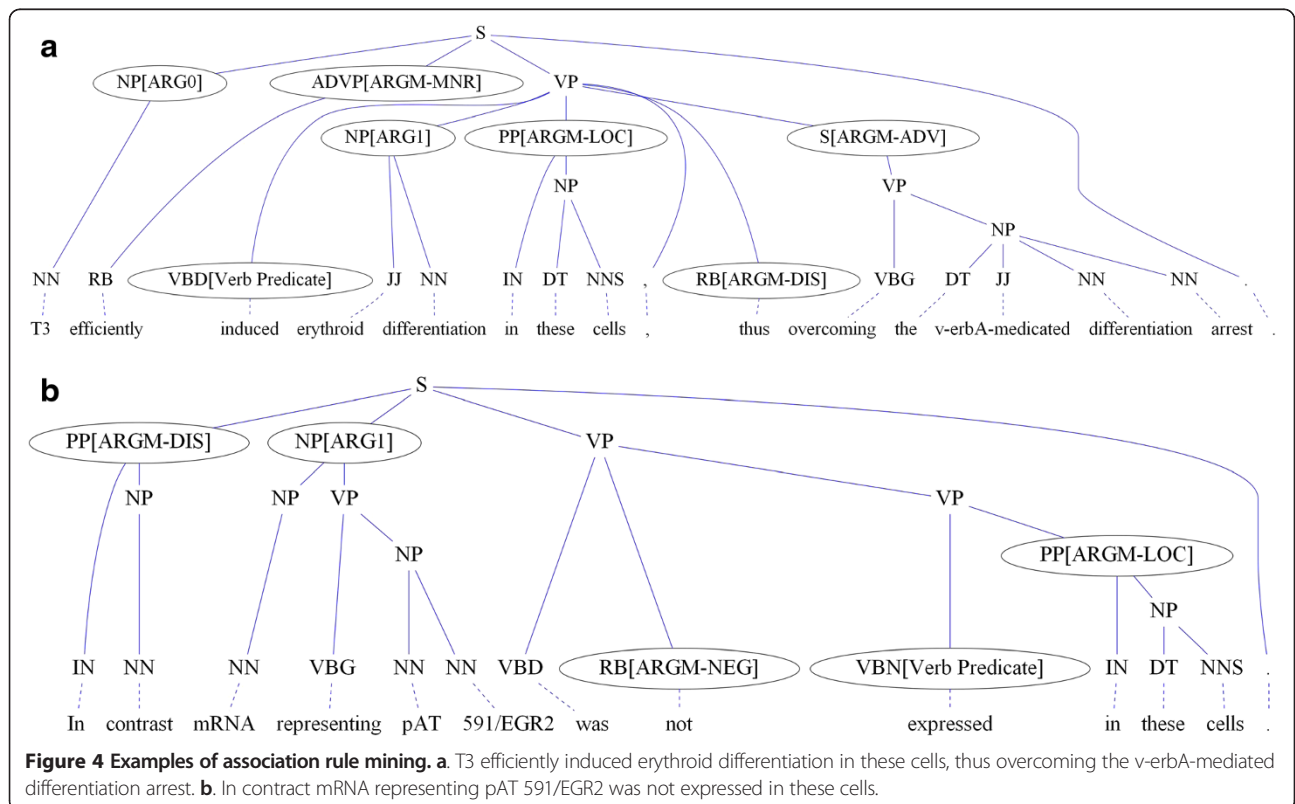 a
S
NP[ARG0] ADVP[ARGM-MNR] VP
NP[ARG1] PP[ARGM-LOC] S[ARGM-ADV]
NP VP
NP
NN RB VBD[Verb Predicate] JJ NN IN DT NNS , RB[ARGM-DIS] VBG DT JJ NN NN .
T3 efficiently induced erythroid differentiation in these cells , thus overcoming the v-erbA-medicated differentiation arrest .
b
S
PP[ARGM-DIS] NP[ARG1] VP
NP NP VP VP
NP PP[ARGM-LOC]
NP
IN NN NN VBG NN NN VBD RB[ARGM-NEG] VBN[Verb Predicate] IN DT NNS .
In contrast mRNA representing pAT 591/EGR2 was not expressed in these cells .
Figure 4 Examples of association rule mining. a. T3 efficiently induced erythroid differentiation in these cells, thus overcoming the v-erbA-mediated
differentiation arrest. b. In contract mRNA representing pAT 591/EGR2 was not expressed in these cells.